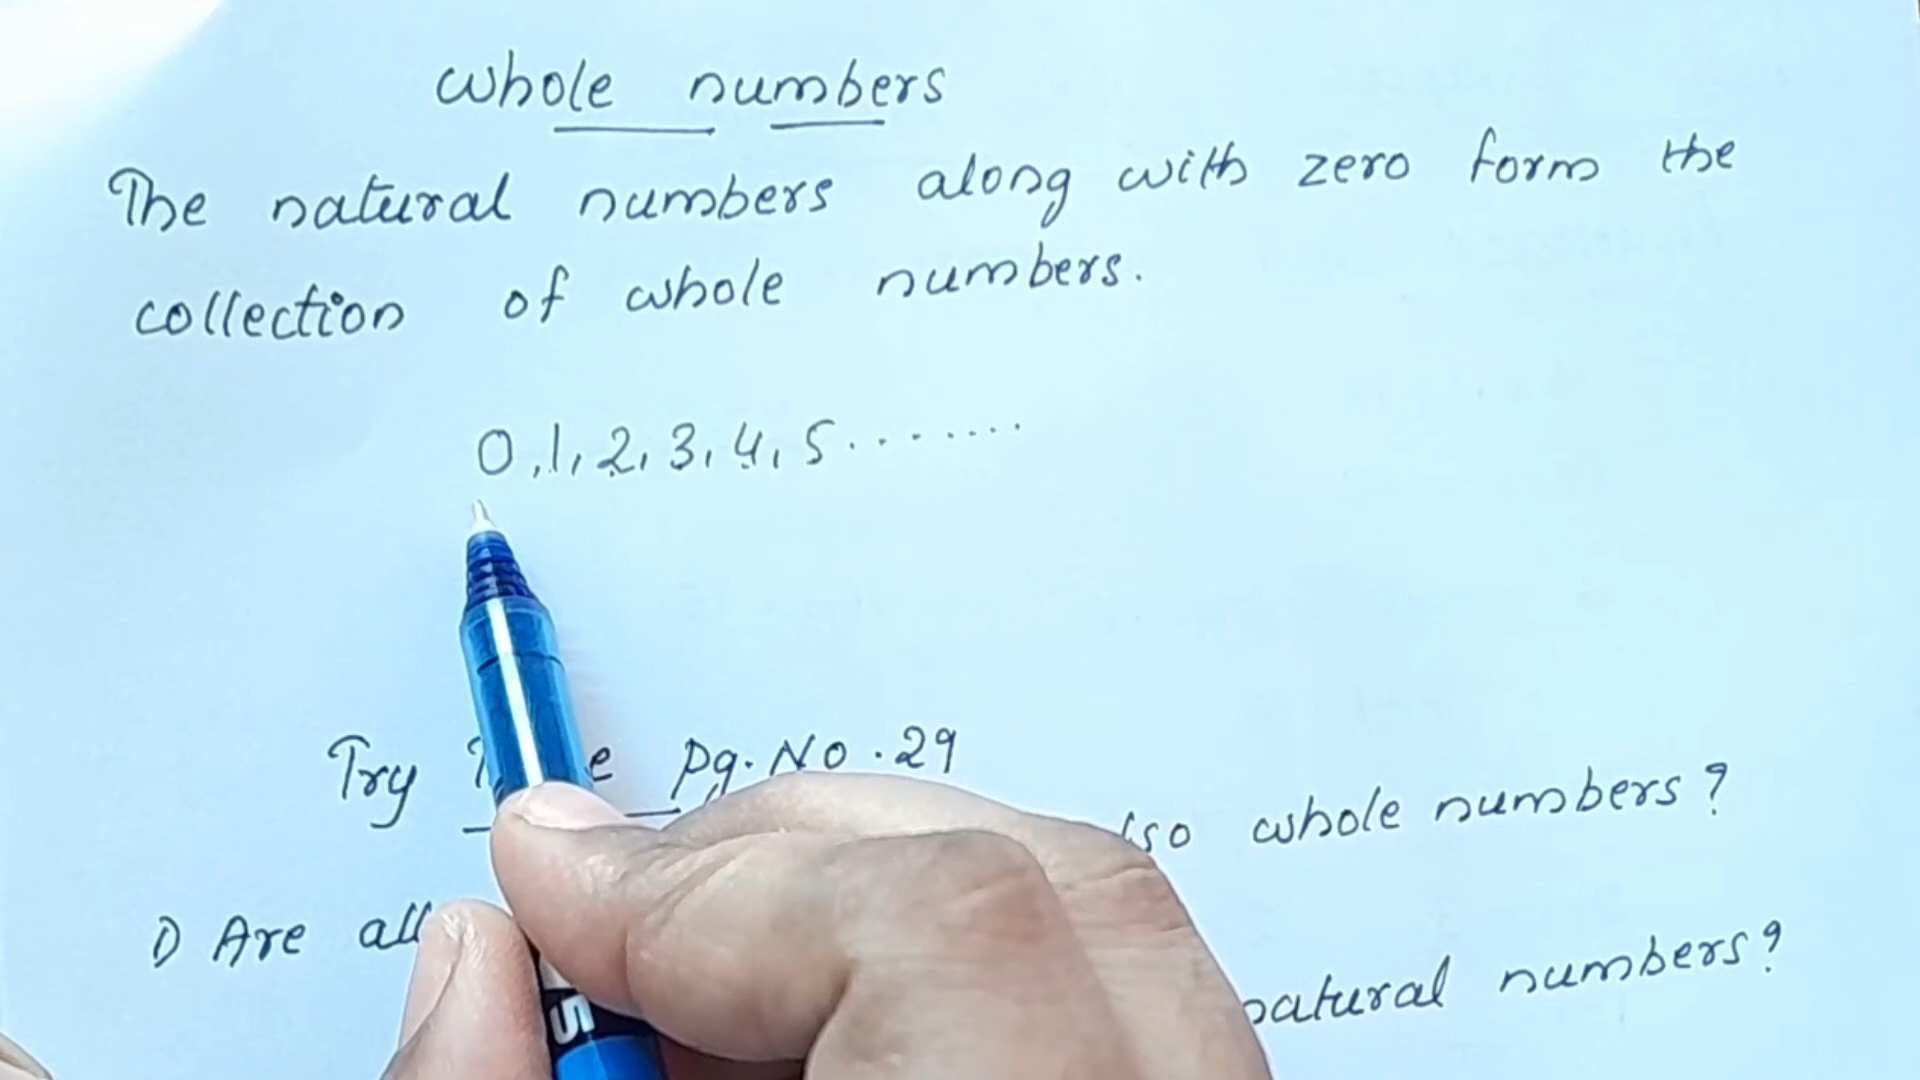 Whole numbers
The natural numbers along with zero form the
collection of whole numbers.
0,1,2,3,4,5.......
Try Pg.No.29
whole numbers?
1) Are all
natural numbers?
5